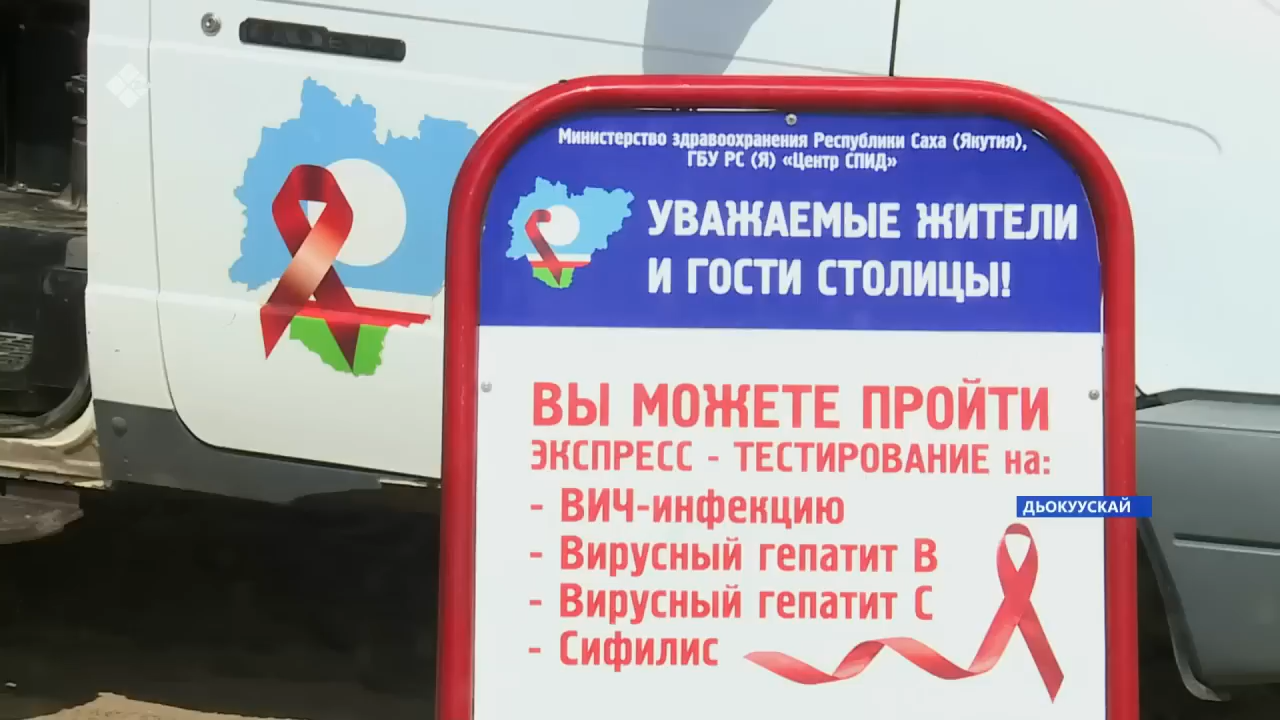 Министерство здравоохранения Республики Саха (Якутия),
ГБУ РС (Я) «Центр СПИД»
УВАЖАЕМЫЕ ЖИТЕЛИ
И ГОСТИ СТОЛИЦЫ!
ВЫ МОЖЕТЕ ПРОЙТИ
ЭКСПРЕСС - ТЕСТИРОВАНИЕ на:
- ВИЧ-инфекцию
- Вирусный гепатит В
- Вирусный гепатит С
- Сифилис
ДЬОКУУСКАЙ